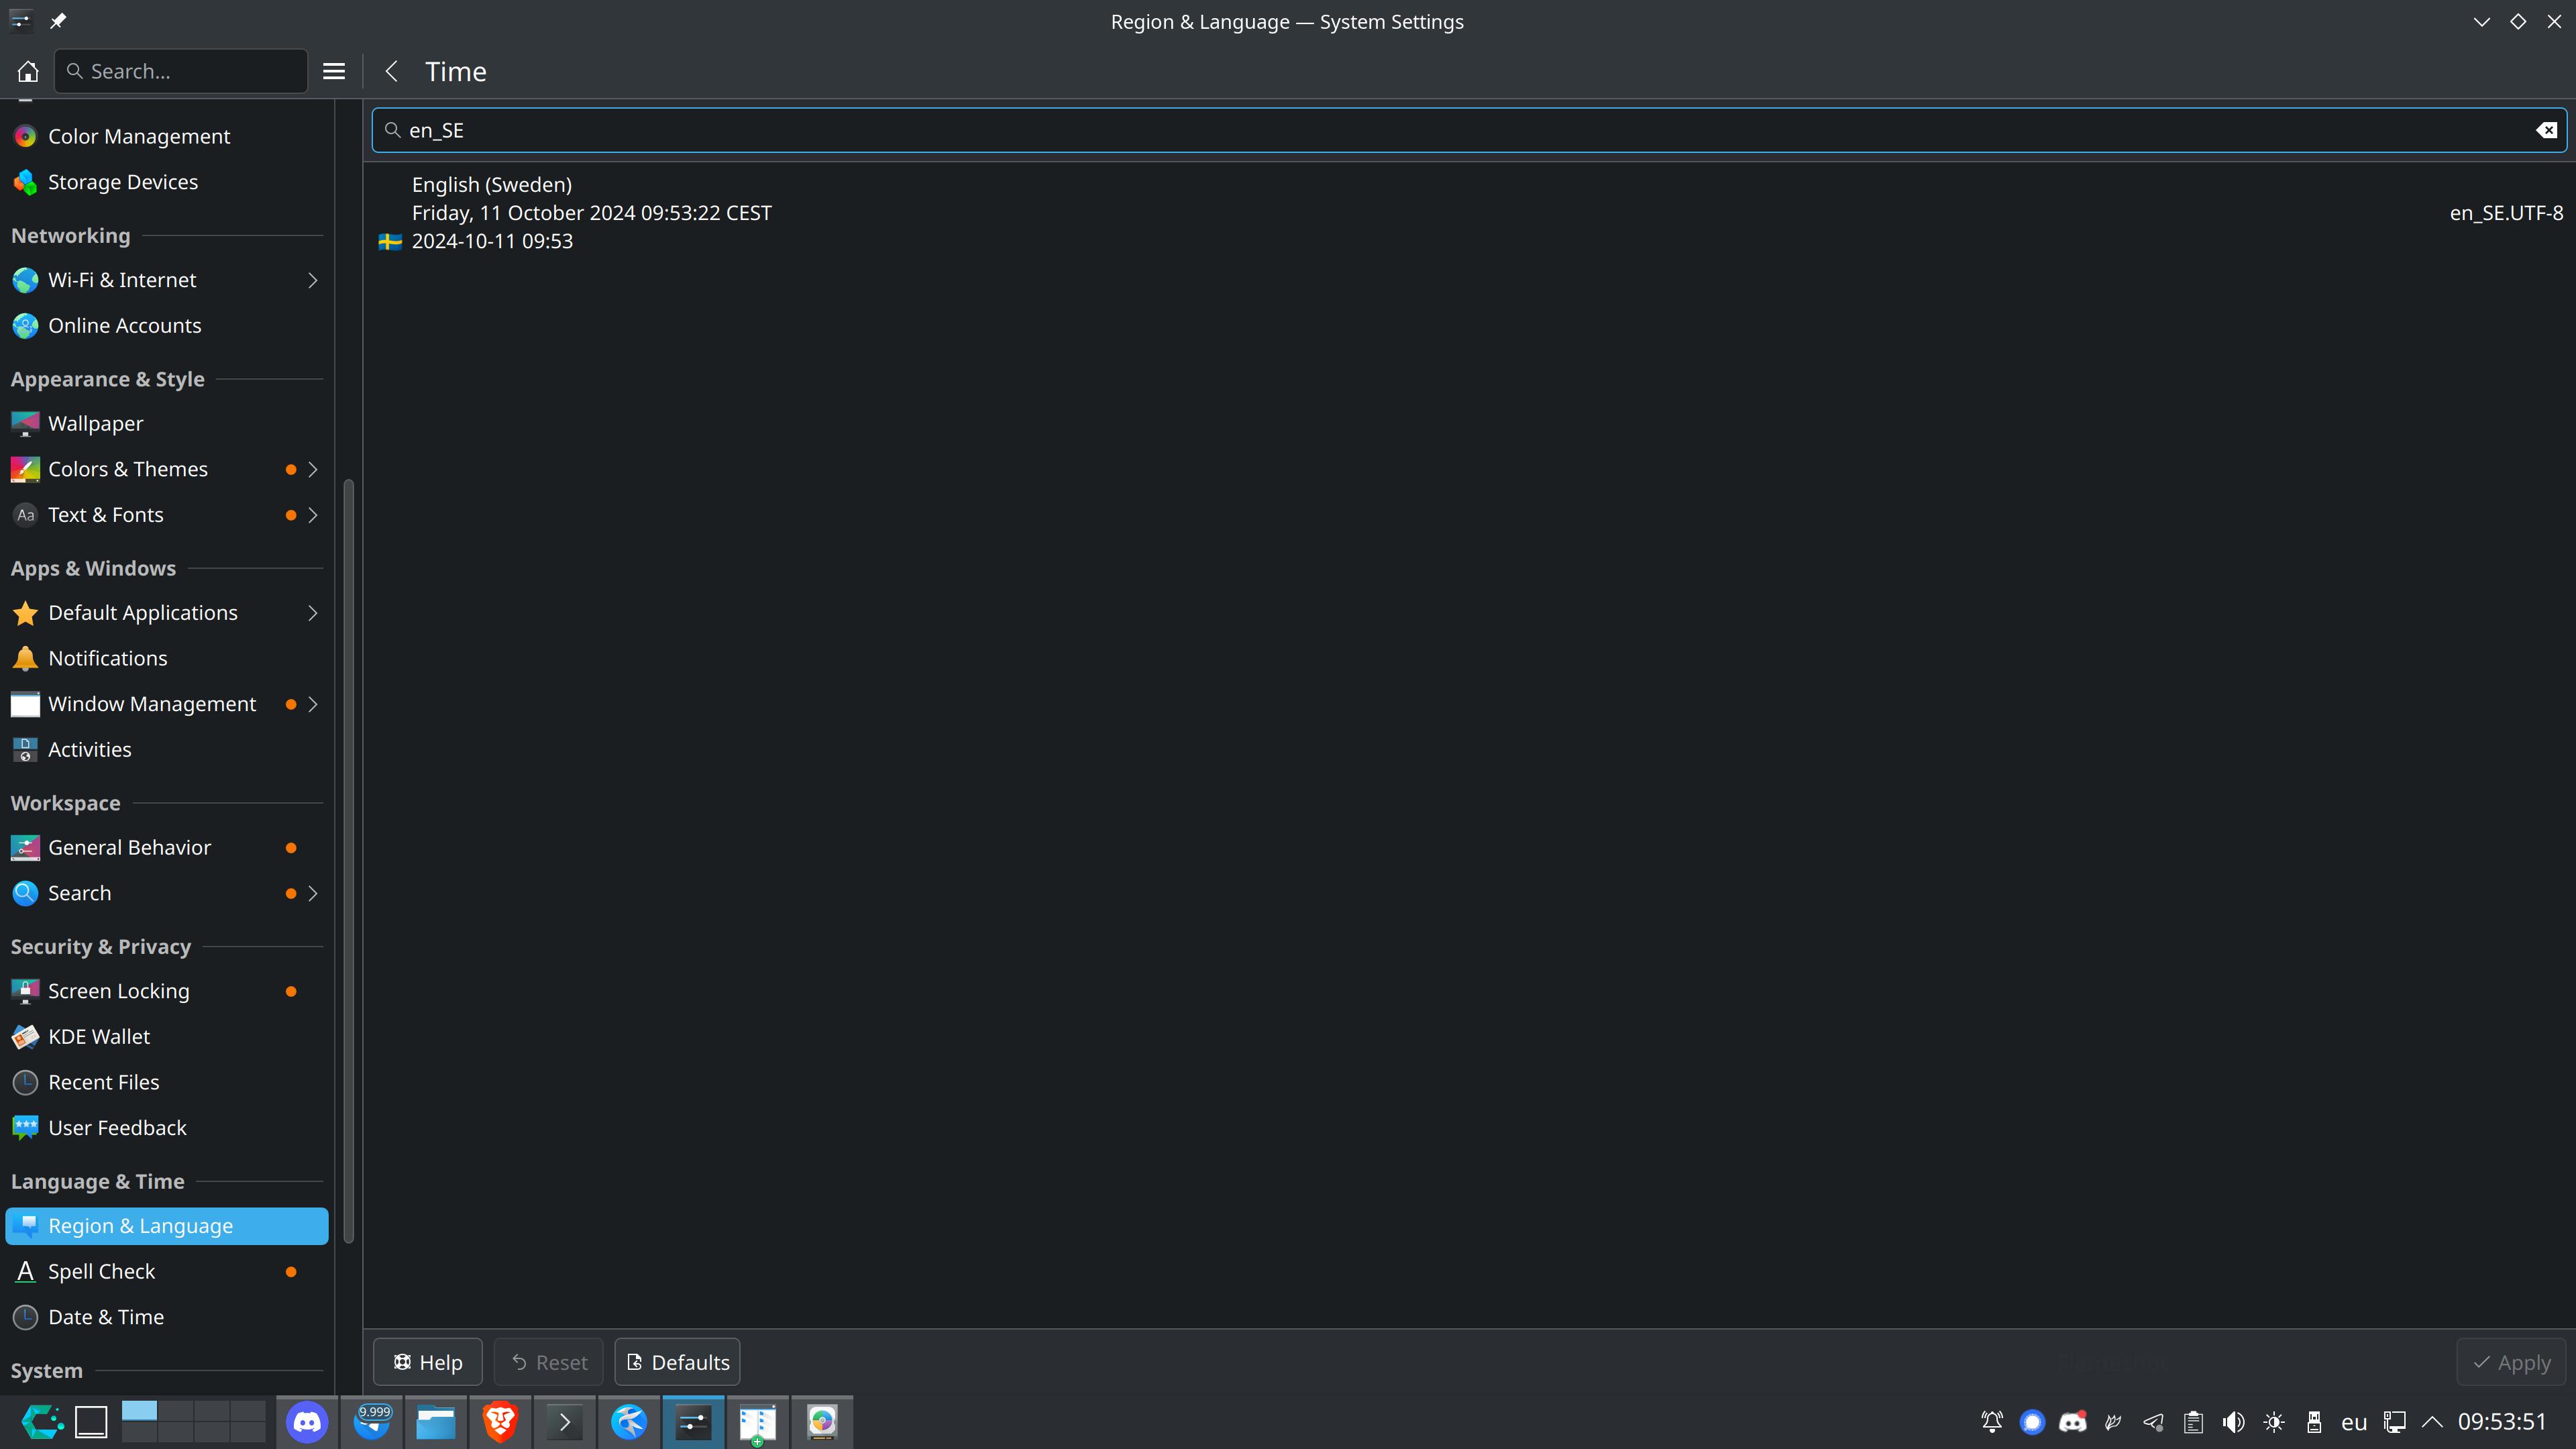 Region & Language — System Settings
Search...
Time
en_SE
Color Management
Storage Devices
Networking
Wi-Fi & Internet
Online Accounts
Appearance & Style
Wallpaper
Colors & Themes
Aa
Text & Fonts
Apps & Windows
Default Applications
Notifications
Window Management
Activities
Workspace
General Behavior
Search
Security & Privacy
Screen Locking
KDE Wallet
Recent Files
User Feedback
Language & Time
Region & Language
A
Spell Check
Date & Time
System
English (Sweden)
Friday, 11 October 2024 09:53:22 CEST
en_SE.UTF-8
2024-10-11 09:53
Help
Reset
Defaults
Apply
9,999
eu
09:53:51